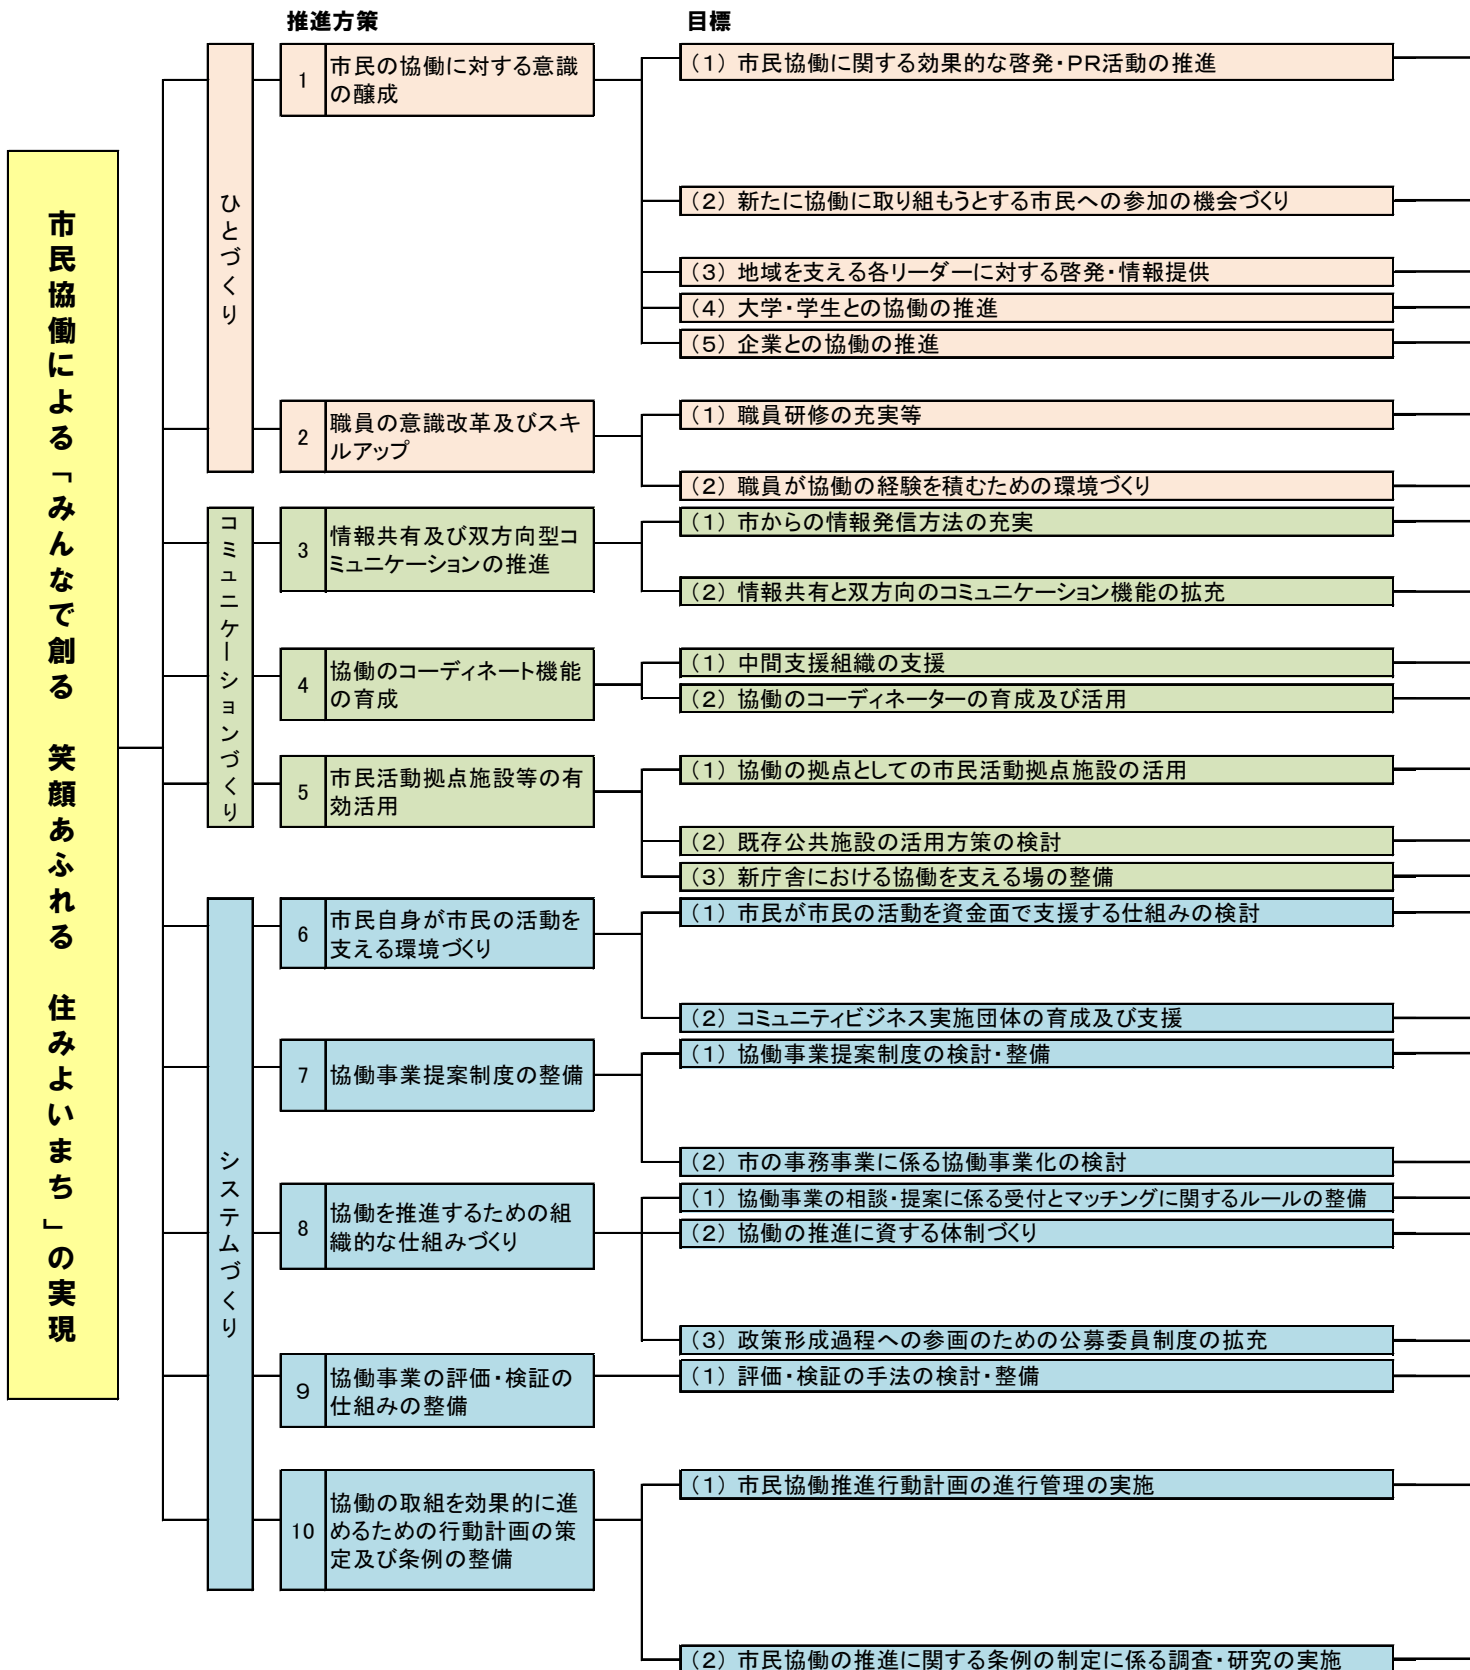 推進方策
目標
市民協働による「みんなで創る　笑顔あふれる　住みよいまち」の実現
ひとづくり
1
市民の協働に対する意識
の醸成
（１）市民協働に関する効果的な啓発・ＰＲ活動の推進
（２）新たに協働に取り組もうとする市民への参加の機会づくり
（３）地域を支える各リーダーに対する啓発・情報提供
（４）大学・学生との協働の推進
（５）企業との協働の推進
2
職員の意識改革及びスキ
ルアップ
（１）職員研修の充実等
（２）職員が協働の経験を積むための環境づくり
コミュニケーションづくり
3
情報共有及び双方向型コ
ミュニケーションの推進
（１）市からの情報発信方法の充実
（２）情報共有と双方向のコミュニケーション機能の拡充
4
協働のコーディネート機能
の育成
（１）中間支援組織の支援
（２）協働のコーディネーターの育成及び活用
5
市民活動拠点施設等の有
効活用
（１）協働の拠点としての市民活動拠点施設の活用
（２）既存公共施設の活用方策の検討
（３）新庁舎における協働を支える場の整備
システムづくり
6
市民自身が市民の活動を
支える環境づくり
（１）市民が市民の活動を資金面で支援する仕組みの検討
（２）コミュニティビジネス実施団体の育成及び支援
7
協働事業提案制度の整備
（１）協働事業提案制度の検討・整備
（２）市の事務事業に係る協働事業化の検討
8
協働を推進するための組
織的な仕組みづくり
（１）協働事業の相談・提案に係る受付とマッチングに関するルールの整備
（２）協働の推進に資する体制づくり
（３）政策形成過程への参画のための公募委員制度の拡充
９
協働事業の評価・検証の
仕組みの整備
（１）評価・検証の手法の検討・整備
10
協働の取組を効果的に進
めるための行動計画の策
定及び条例の整備
（１）市民協働推進行動計画の進行管理の実施
（２）市民協働の推進に関する条例の制定に係る調査・研究の実施